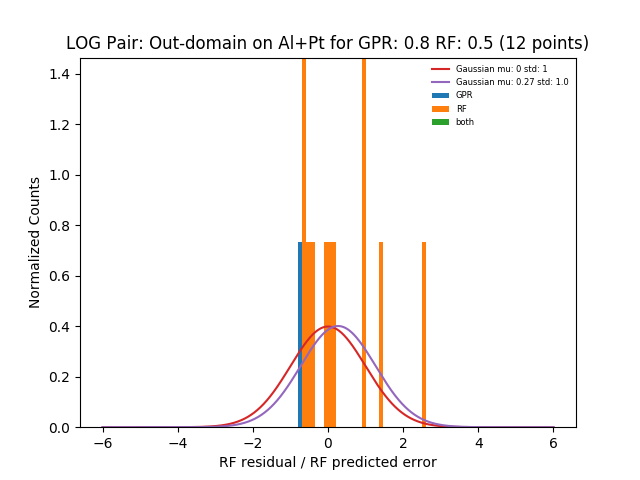 LOG Pair: Out-domain on Al+Pt for GPR: 0.8 RF: 0.5 (12 points)
Gaussian mu: 0 std: 1
Gaussian mu: 0.27 std: 1.0
GPR
RF
both
Normalized Counts
1.4
1.2
1.0
0.8
0.6
0.4
0.2
0.0
−6 −4 −2 0 2 4 6
RF residual / RF predicted error